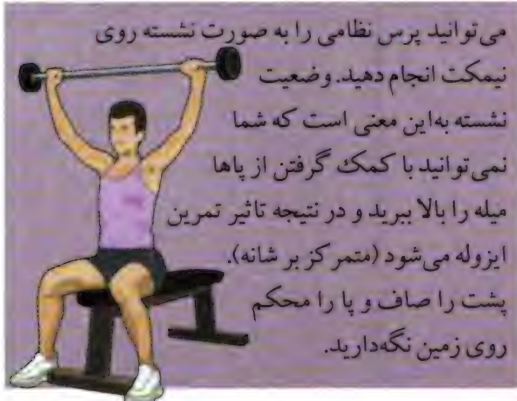 می‌توانید پرس نظامی را به صورت نشسته روی
نیمکت انجام دهید. وضعیت
نشسته به‌این معنی است که شما
نمی‌توانید با کمک گرفتن از پاها
میله را بالا ببرید و در نتیجه تاثیر تمرین
ایزوله می‌شود (متمرکز بر شانه).
پشت را صاف و پا را محکم
روی زمین نگه‌دارید.